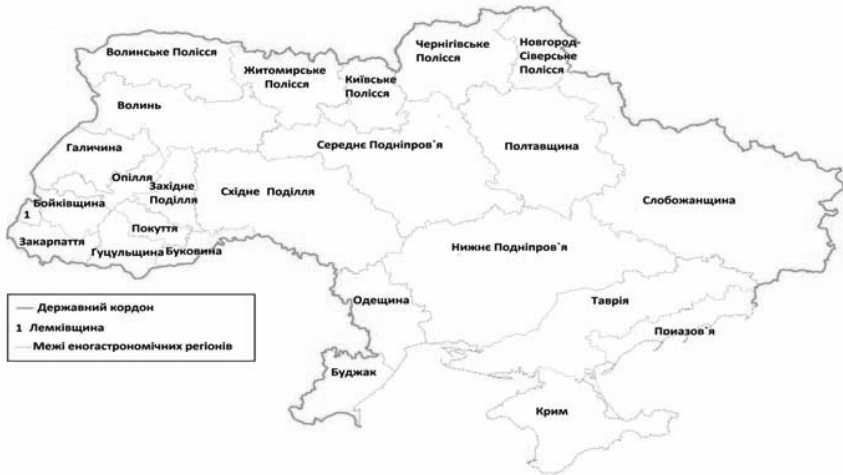 Волинське Полісся
Житомирське
Полісся
Київське
Полісся
Чернігівське
Полісся
Новгород-
Сіверське
Полісся
Волинь
Галичина
Опілля
Західне
Поділля
Східне Поділля
Середнє Подніпров`я
Полтавщина
Слобожанщина
Бойківщина
1
Закарпаття
Покуття
Гуцульщина
Буковина
Нижнє Подніпров`я
Одещина
Таврія
Поиазов`я
Буджак
Крим
Державний кордон
1 Лемківщина
Межі еногастрономічних регіонів